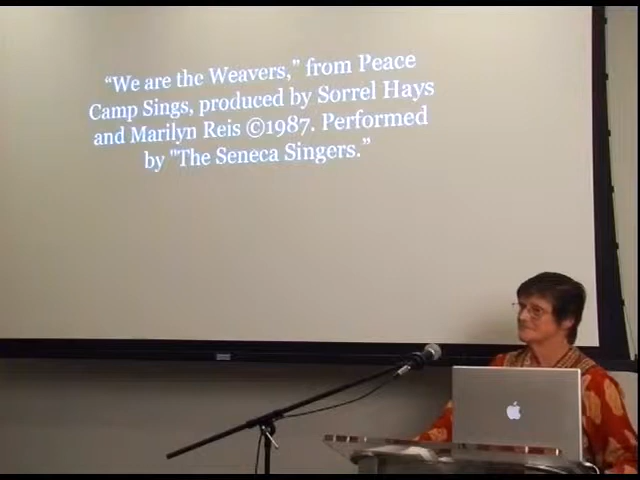 “We are the Weavers,” from Peace
Camp Sings, produced by Sorrel Hays
and Marilyn Reis ©1987. Performed
by "The Seneca Singers.”